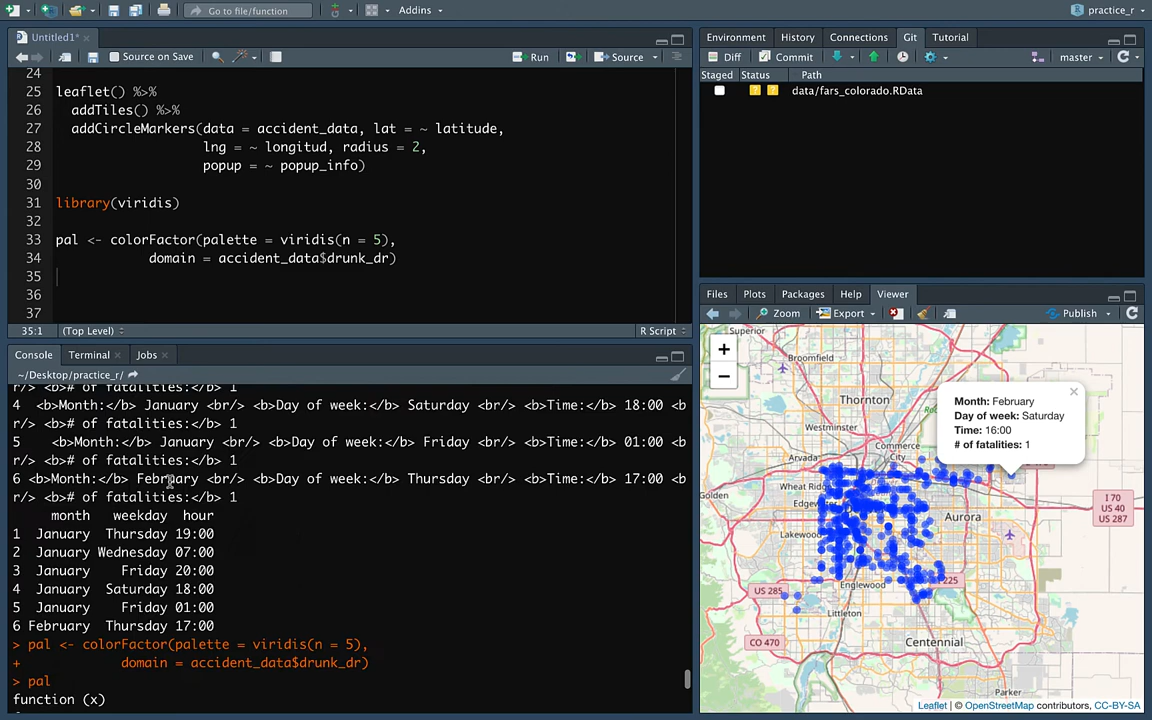 Go to file/function
Addins
practice_r
Untitled1*
Source on Save
Run
Source
24
25 leaflet() %>%
26   addTiles() %>%
27   addCircleMarkers(data = accident_data, lat = ~ latitude,
28                    lng = ~ longitud, radius = 2,
29                    popup = ~ popup_info)
30
31 library(viridis)
32
33 pal <- colorFactor(palette = viridis(n = 5),
34             domain = accident_data$drunk_dr)
35
36
37
35:1 (Top Level) R Script
Console Terminal Jobs
~/Desktop/practice_r/
r/> <b># of fatalities:</b> 1
4  <b>Month:</b> January <br/> <b>Day of week:</b> Saturday <br/> <b>Time:</b> 18:00 <b
r/> <b># of fatalities:</b> 1
5    <b>Month:</b> January <br/> <b>Day of week:</b> Friday <br/> <b>Time:</b> 01:00 <b
r/> <b># of fatalities:</b> 1
6 <b>Month:</b> February <br/> <b>Day of week:</b> Thursday <br/> <b>Time:</b> 17:00 <b
r/> <b># of fatalities:</b> 1
     month   weekday  hour
1  January  Thursday 19:00
2  January Wednesday 07:00
3  January    Friday 20:00
4  January  Saturday 18:00
5  January    Friday 01:00
6 February  Thursday 17:00
> pal <- colorFactor(palette = viridis(n = 5),
+             domain = accident_data$drunk_dr)
> pal
function (x)
Environment History Connections Git Tutorial
Diff Commit master
Staged Status Path
data/fars_colorado.RData
Files Plots Packages Help Viewer
Zoom Export Publish
Superior
Broomfield
Thornton
Westminster
Commerce
City
Arvada
Wheat Rid
Golden
Edgew
Lakewood
Aurora
I 70
US 40
US 287
US 285
Englewood
I 225
Littleton
CO 470
Centennial
Parker
+
−
Month: February
Day of week: Saturday
Time: 16:00
# of fatalities: 1
Leaflet | © OpenStreetMap contributors, CC-BY-SA